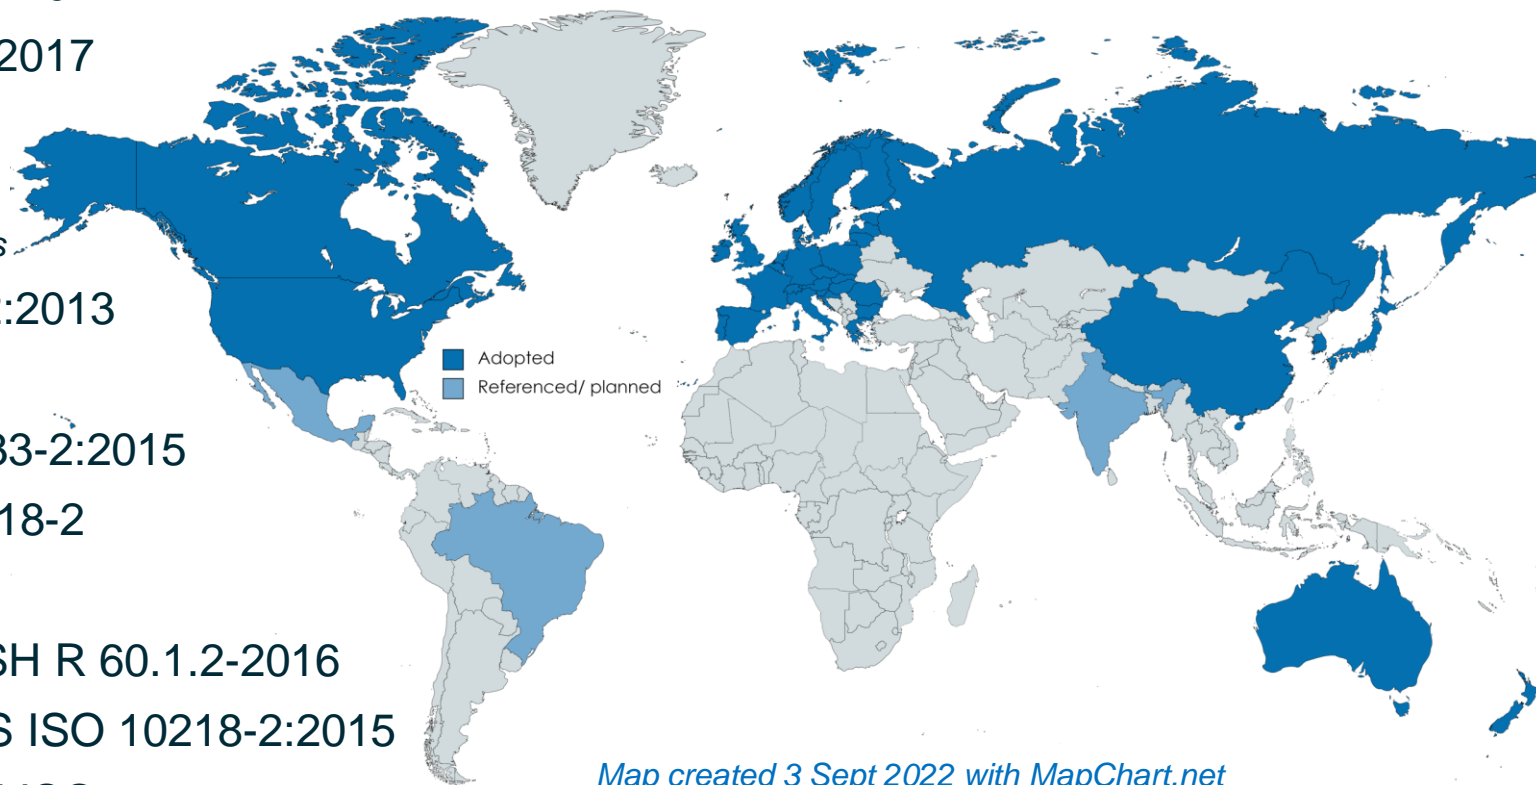 2017
s
:2013
Adopted
Referenced/ planned
33-2:2015
18-2
SH R 60.1.2-2016
S ISO 10218-2:2015
Map created 3 Sept 2022 with MapChart.net